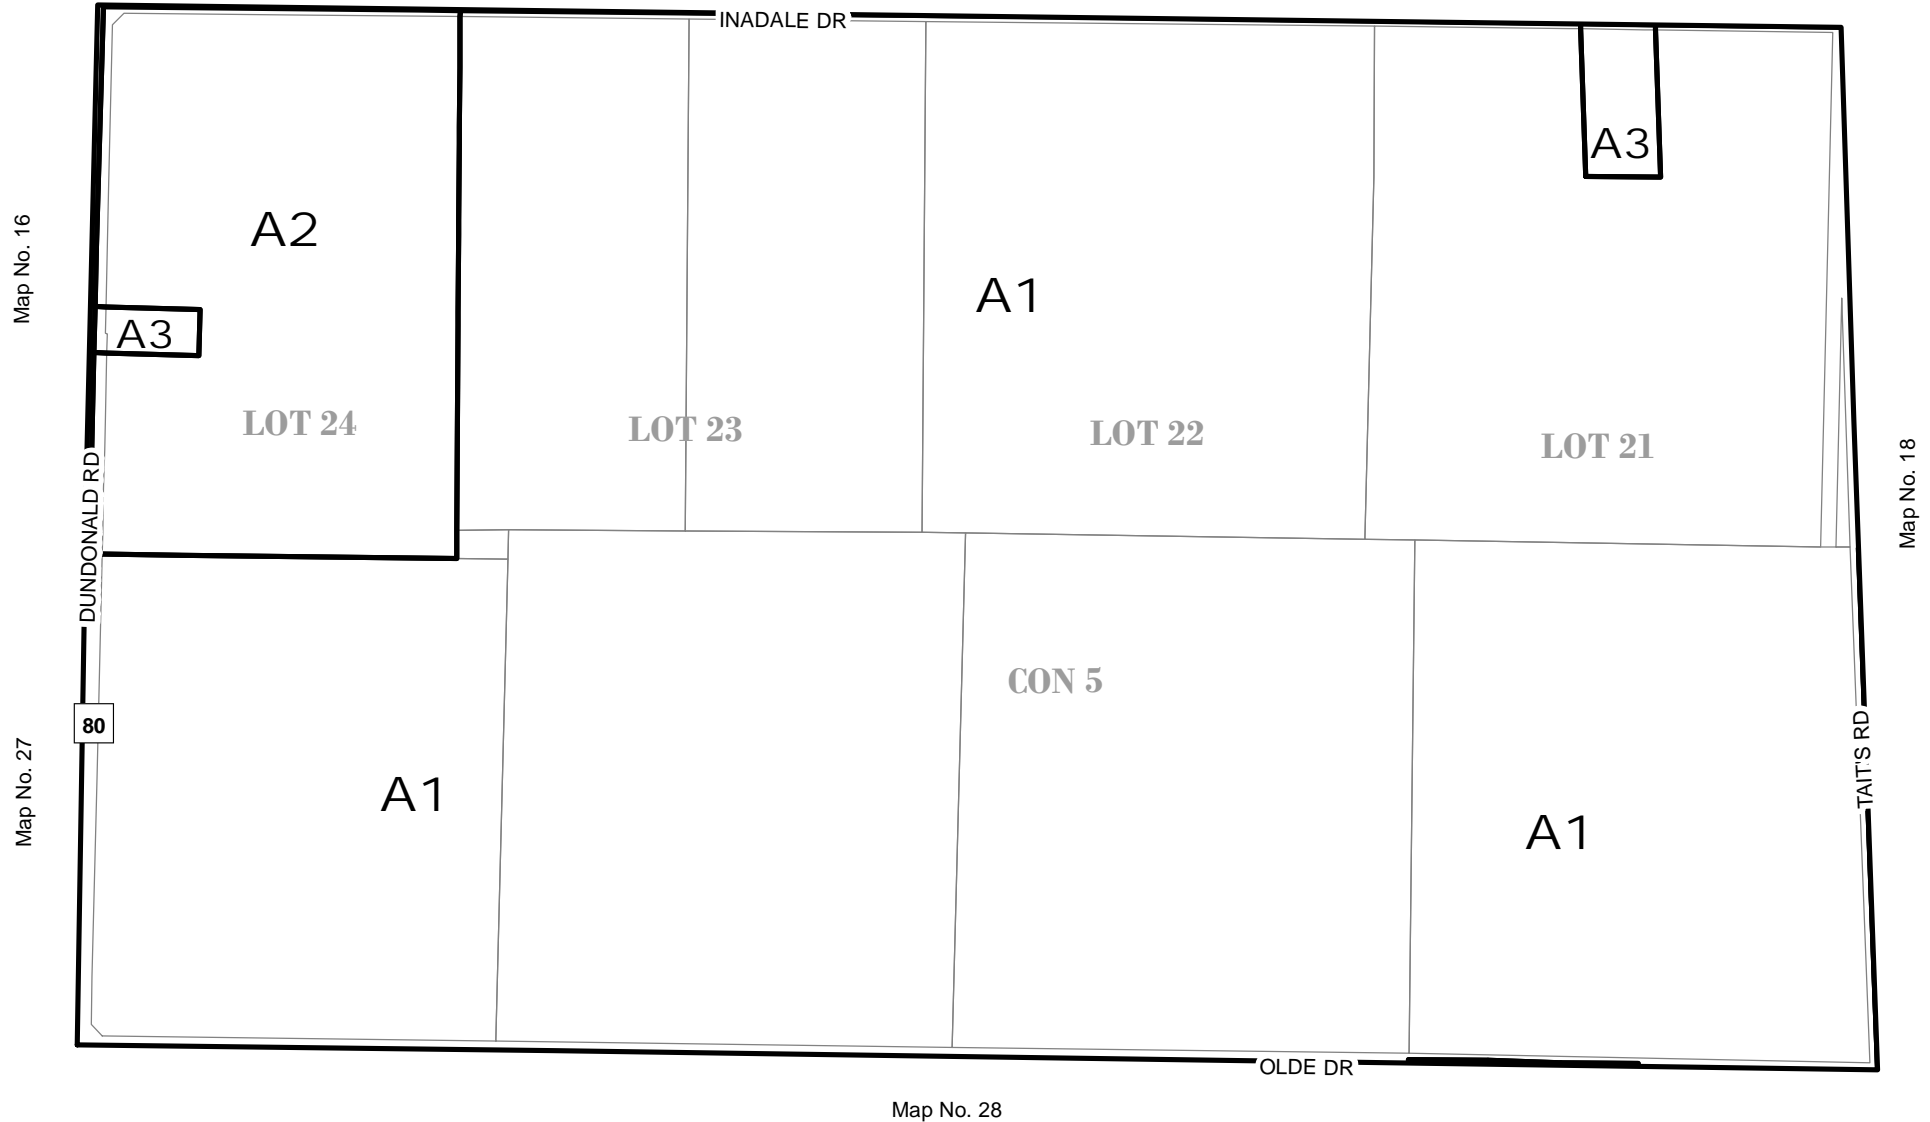 INADALE DR
A3
Map No. 16
A2
A1
A3
LOT 24
LOT 23
LOT 22
LOT 21
Map No. 18
DUNDONALD RD
CON 5
80
TAIT'S RD
Map No. 27
A1
A1
OLDE DR
Map No. 28